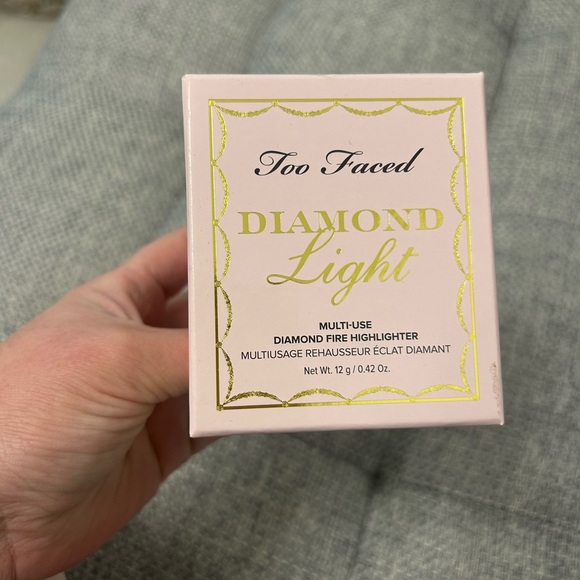 Too Faced
DIAMOND
Light
MULTI-USE
DIAMOND FIRE HIGHLIGHTER
MULTIUSAGE REHAUSSEUR ÉCLAT DIAMANT
Net Wt. 12 g / 0.42 Oz.